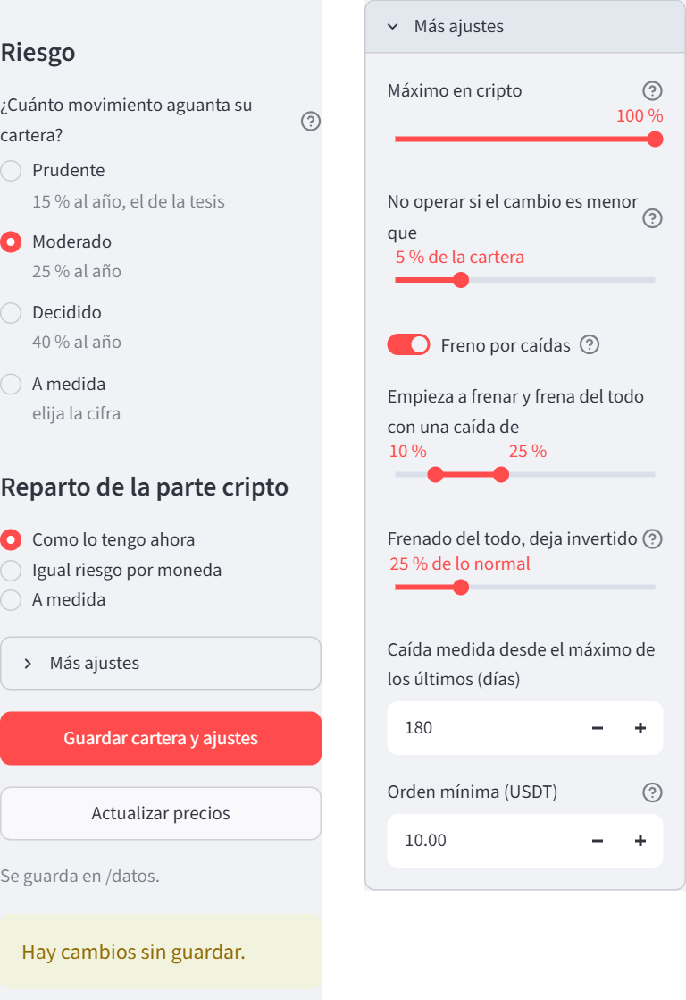 Riesgo
¿Cuánto movimiento aguanta su
cartera?
Prudente
15 % al año, el de la tesis
Moderado
25 % al año
Decidido
40 % al año
A medida
elija la cifra
Reparto de la parte cripto
Como lo tengo ahora
Igual riesgo por moneda
A medida
Más ajustes
Guardar cartera y ajustes
Actualizar precios
Se guarda en /datos.
Hay cambios sin guardar.
Más ajustes
Máximo en cripto
100 %
No operar si el cambio es menor
que
5 % de la cartera
Freno por caídas
Empieza a frenar y frena del todo
con una caída de
10 % 25 %
Frenado del todo, deja invertido
25 % de lo normal
Caída medida desde el máximo de
los últimos (días)
180
Orden mínima (USDT)
10.00